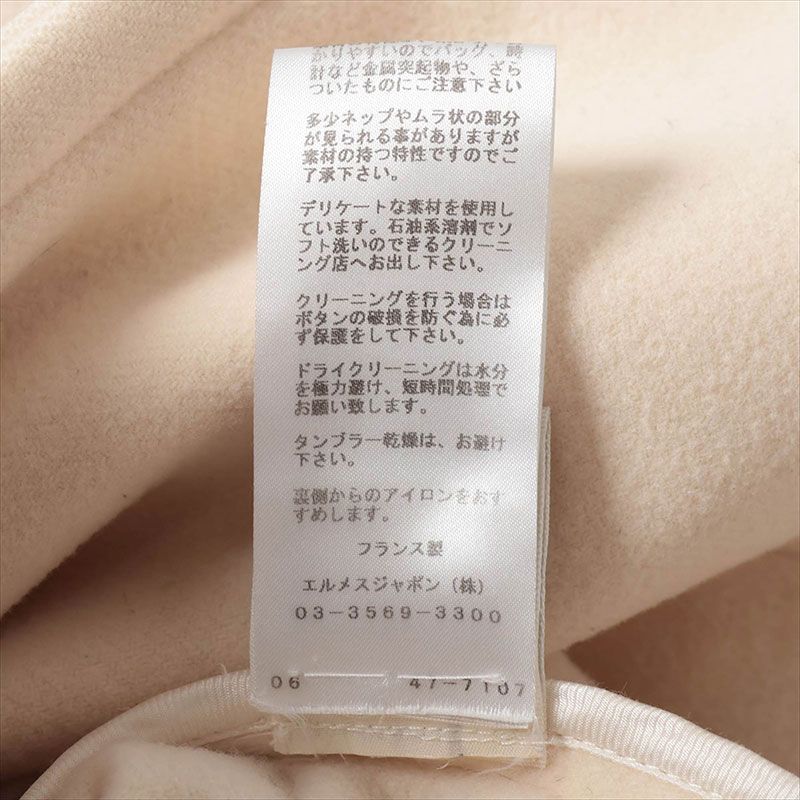 かりやすいのでバッグ、時
計など金属突起物や、ざら
ついたものにご注意下さい
多少ネップやムラ状の部分
が見られる事がありますが
素材の持つ特性ですのでご
了承下さい。
デリケートな素材を使用し
ています。石油系溶剤でソ
フト洗いのできるクリーニ
ング店へお出し下さい。
クリーニングを行う場合は
ボタンの破損を防ぐ為に必
ず保護をして下さい。
ドライクリーニングは水分
を極力避け、短時間処理で
お願い致します。
タンブラー乾燥は、お避け
下さい。
裏側からのアイロンをおす
すめします。
フランス製
エルメスジャポン（株）
03-3569-3300
06 47-7107